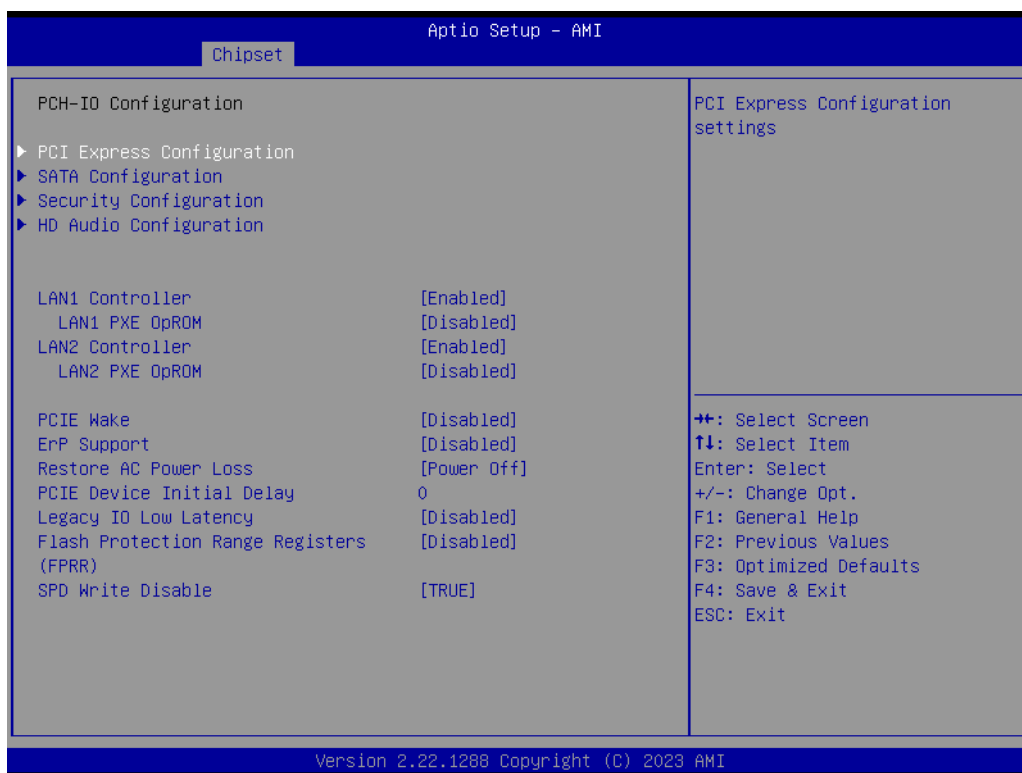 Aptio Setup – AMI
Chipset
PCH-IO Configuration
PCI Express Configuration
SATA Configuration
Security Configuration
HD Audio Configuration
LAN1 Controller [Enabled]
LAN1 PXE OpROM [Disabled]
LAN2 Controller [Enabled]
LAN2 PXE OpROM [Disabled]
PCIE Wake [Disabled]
ErP Support [Disabled]
Restore AC Power Loss [Power Off]
PCIE Device Initial Delay 0
Legacy IO Low Latency [Disabled]
Flash Protection Range Registers [Disabled]
(FPRR)
SPD Write Disable [TRUE]
PCI Express Configuration
settings
→←: Select Screen
↑↓: Select Item
Enter: Select
+/-: Change Opt.
F1: General Help
F2: Previous Values
F3: Optimized Defaults
F4: Save & Exit
ESC: Exit
Version 2.22.1288 Copyright (C) 2023 AMI